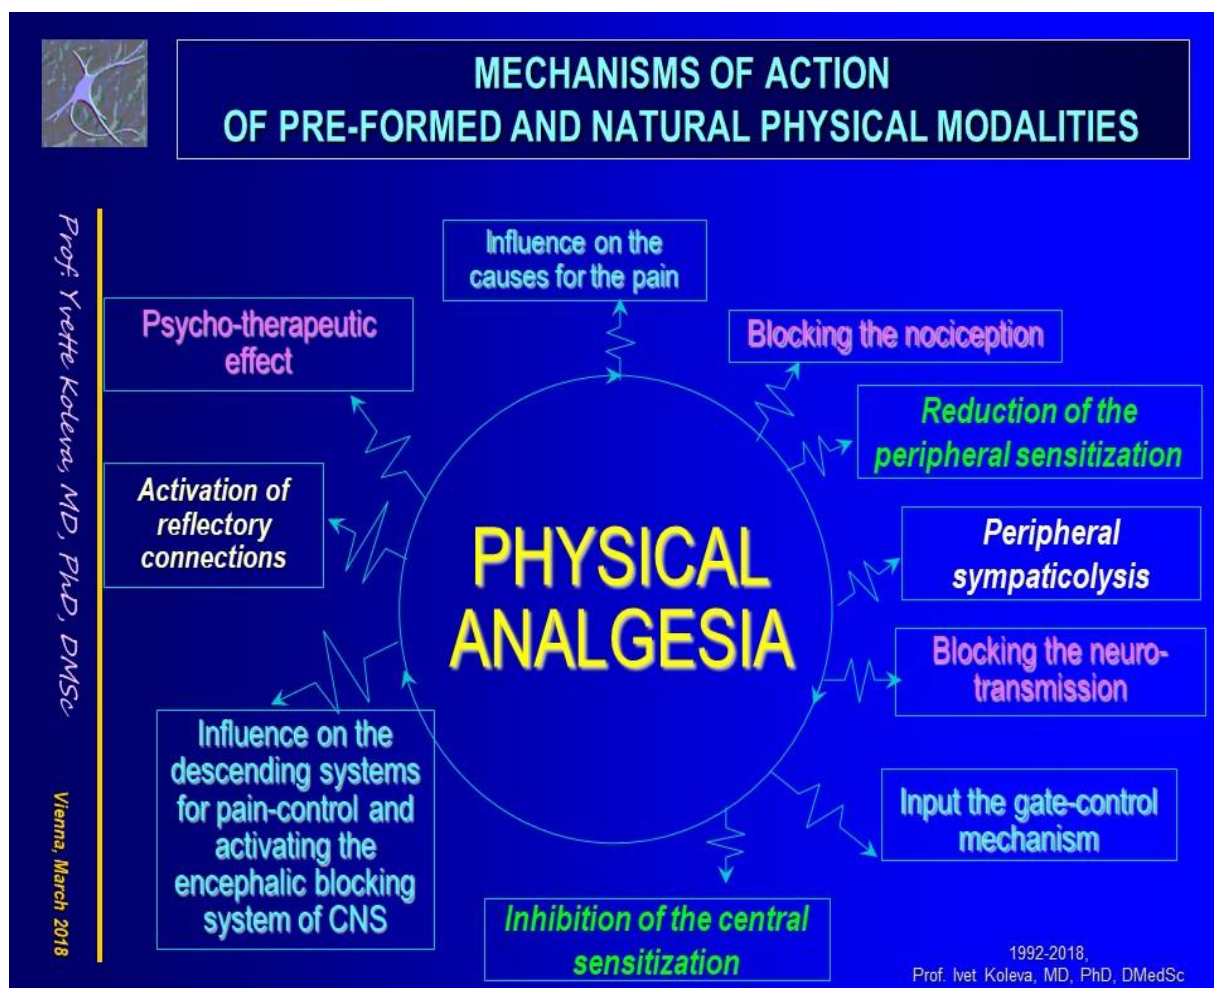 MECHANISMS OF ACTION
OF PRE-FORMED AND NATURAL PHYSICAL MODALITIES
Prof. Yvette Koleva, MD, PhD, DMSc
Vienna, March 2018
Influence on the
causes for the pain
Blocking the nociception
Reduction of the
peripheral sensitization
Peripheral
sympaticolysis
Blocking the neuro-
transmission
Input the gate-control
mechanism
Inhibition of the central
sensitization
Influence on the
descending systems
for pain-control and
activating the
encephalic blocking
system of CNS
Activation of
reflectory
connections
Psycho-therapeutic
effect
PHYSICAL
ANALGESIA
1992-2018,
Prof. Ivet Koleva, MD, PhD, DMedSc